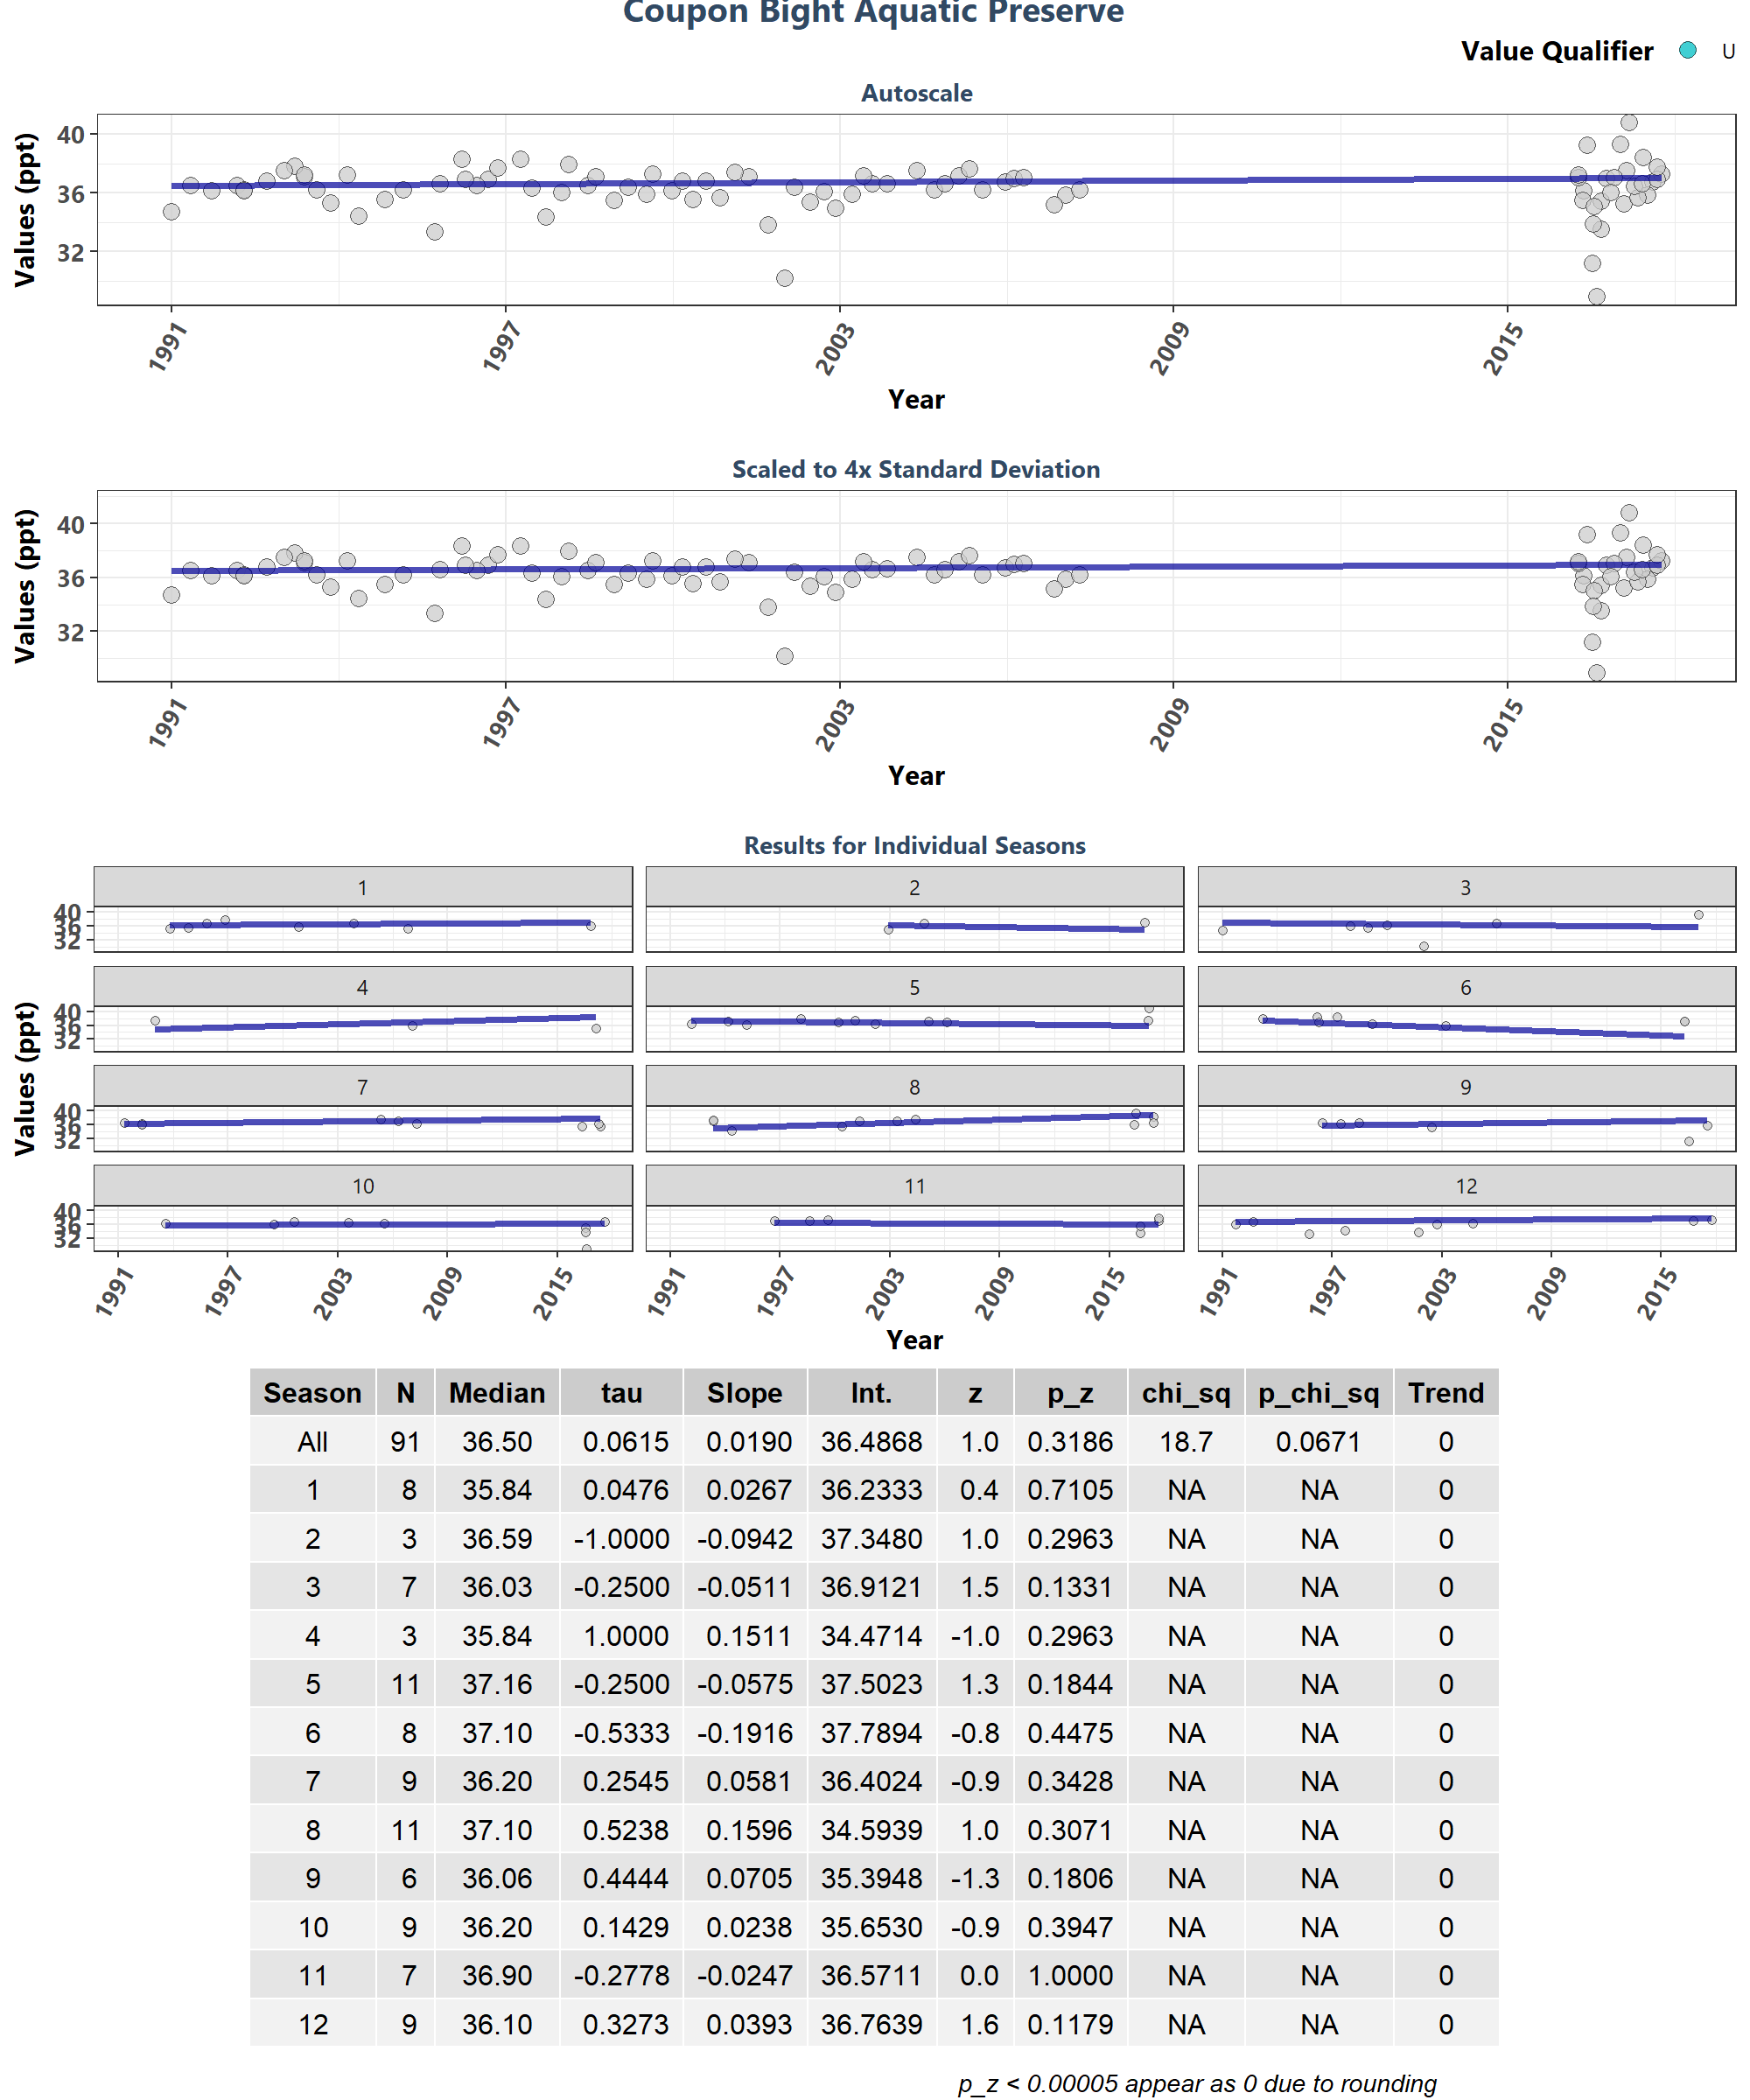 Coupon Bight Aquatic Preserve
Value Qualifier U
Autoscale
Values (ppt)
40
36
32
1991 1997 2003 2009 2015
Year
Scaled to 4x Standard Deviation
Values (ppt)
40
36
32
1991 1997 2003 2009 2015
Year
Results for Individual Seasons
1 2 3
40
36
32
4 5 6
40
36
32
Values (ppt)
7 8 9
40
36
32
10 11 12
40
36
32
1991 1997 2003 2009 2015 1991 1997 2003 2009 2015 1991 1997 2003 2009 2015
Year
Season N Median tau Slope Int. z p_z chi_sq p_chi_sq Trend
All 91 36.50 0.0615 0.0190 36.4868 1.0 0.3186 18.7 0.0671 0
1 8 35.84 0.0476 0.0267 36.2333 0.4 0.7105 NA NA 0
2 3 36.59 -1.0000 -0.0942 37.3480 1.0 0.2963 NA NA 0
3 7 36.03 -0.2500 -0.0511 36.9121 1.5 0.1331 NA NA 0
4 3 35.84 1.0000 0.1511 34.4714 -1.0 0.2963 NA NA 0
5 11 37.16 -0.2500 -0.0575 37.5023 1.3 0.1844 NA NA 0
6 8 37.10 -0.5333 -0.1916 37.7894 -0.8 0.4475 NA NA 0
7 9 36.20 0.2545 0.0581 36.4024 -0.9 0.3428 NA NA 0
8 11 37.10 0.5238 0.1596 34.5939 1.0 0.3071 NA NA 0
9 6 36.06 0.4444 0.0705 35.3948 -1.3 0.1806 NA NA 0
10 9 36.20 0.1429 0.0238 35.6530 -0.9 0.3947 NA NA 0
11 7 36.90 -0.2778 -0.0247 36.5711 0.0 1.0000 NA NA 0
12 9 36.10 0.3273 0.0393 36.7639 1.6 0.1179 NA NA 0
p_z < 0.00005 appear as 0 due to rounding